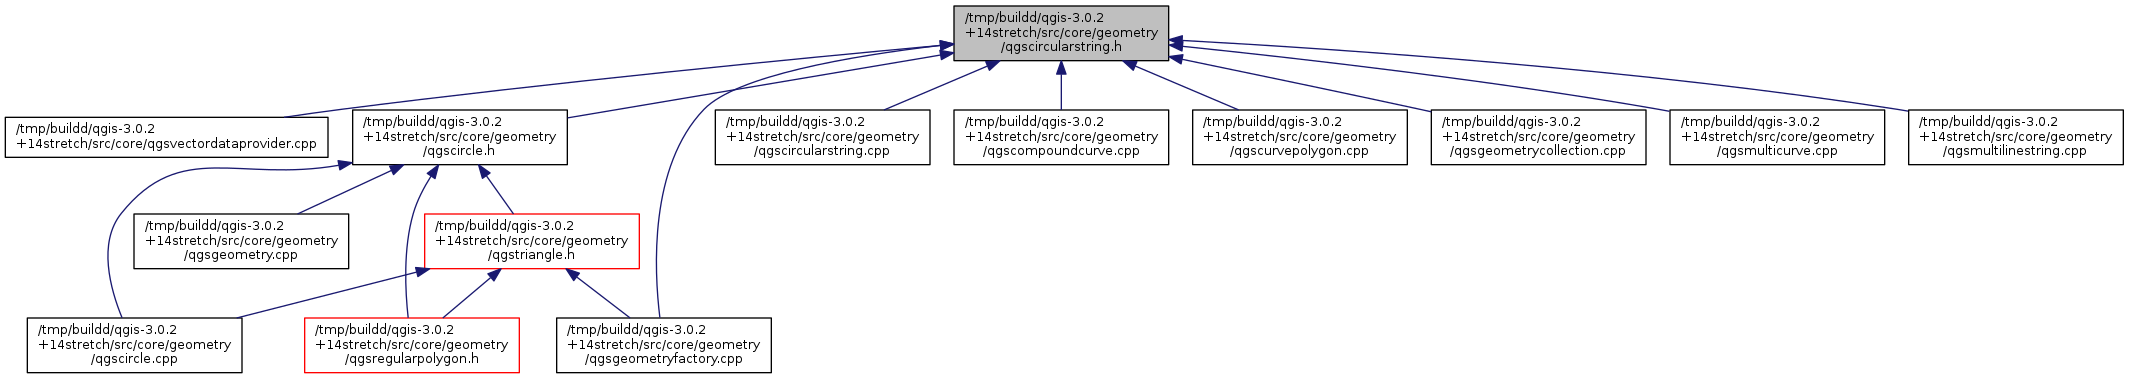 /tmp/buildd/qgis-3.0.2
+14stretch/src/core/geometry
/qgscircularstring.h
/tmp/buildd/qgis-3.0.2
+14stretch/src/core/qgsvectordataprovider.cpp
/tmp/buildd/qgis-3.0.2
+14stretch/src/core/geometry
/qgscircle.h
/tmp/buildd/qgis-3.0.2
+14stretch/src/core/geometry
/qgscircularstring.cpp
/tmp/buildd/qgis-3.0.2
+14stretch/src/core/geometry
/qgscompoundcurve.cpp
/tmp/buildd/qgis-3.0.2
+14stretch/src/core/geometry
/qgscurvepolygon.cpp
/tmp/buildd/qgis-3.0.2
+14stretch/src/core/geometry
/qgsgeometrycollection.cpp
/tmp/buildd/qgis-3.0.2
+14stretch/src/core/geometry
/qgsmulticurve.cpp
/tmp/buildd/qgis-3.0.2
+14stretch/src/core/geometry
/qgsmultilinestring.cpp
/tmp/buildd/qgis-3.0.2
+14stretch/src/core/geometry
/qgsgeometry.cpp
/tmp/buildd/qgis-3.0.2
+14stretch/src/core/geometry
/qgstriangle.h
/tmp/buildd/qgis-3.0.2
+14stretch/src/core/geometry
/qgscircle.cpp
/tmp/buildd/qgis-3.0.2
+14stretch/src/core/geometry
/qgsregularpolygon.h
/tmp/buildd/qgis-3.0.2
+14stretch/src/core/geometry
/qgsgeometryfactory.cpp